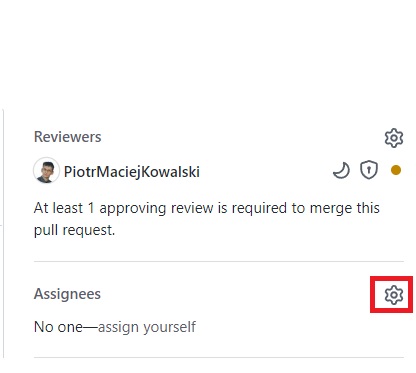 Reviewers
PiotrMaciejKowalski
At least 1 approving review is required to merge this
pull request.
Assignees
No one—assign yourself